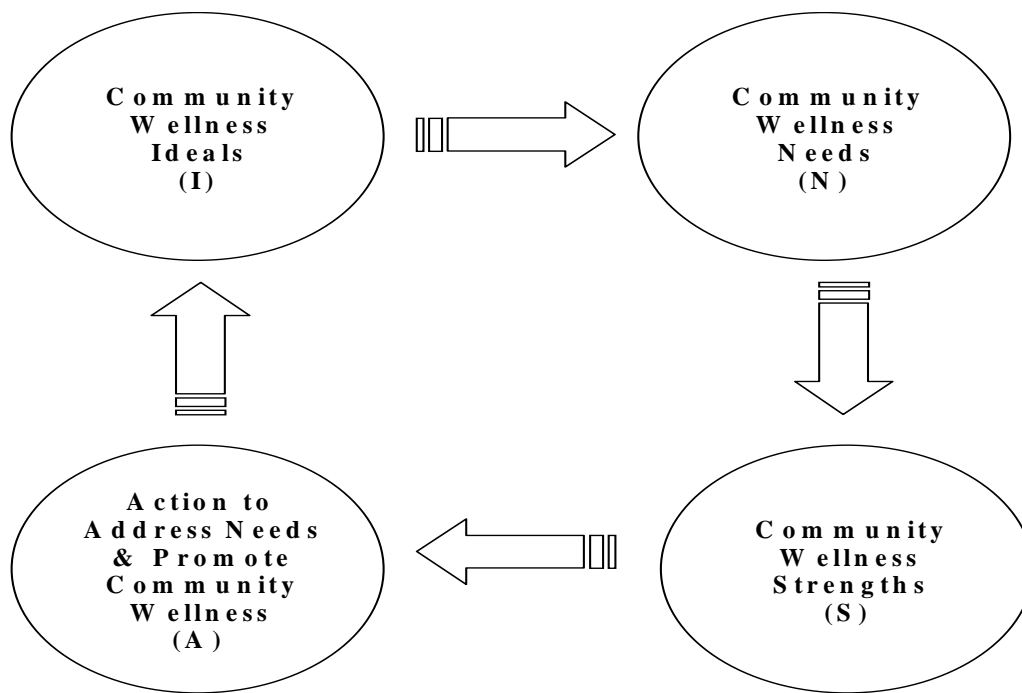 Community
Wellness
Ideals
(I)
Community
Wellness
Needs
(N)
Action to
Address Needs
& Promote
Community
Wellness
(A)
Community
Wellness
Strengths
(S)